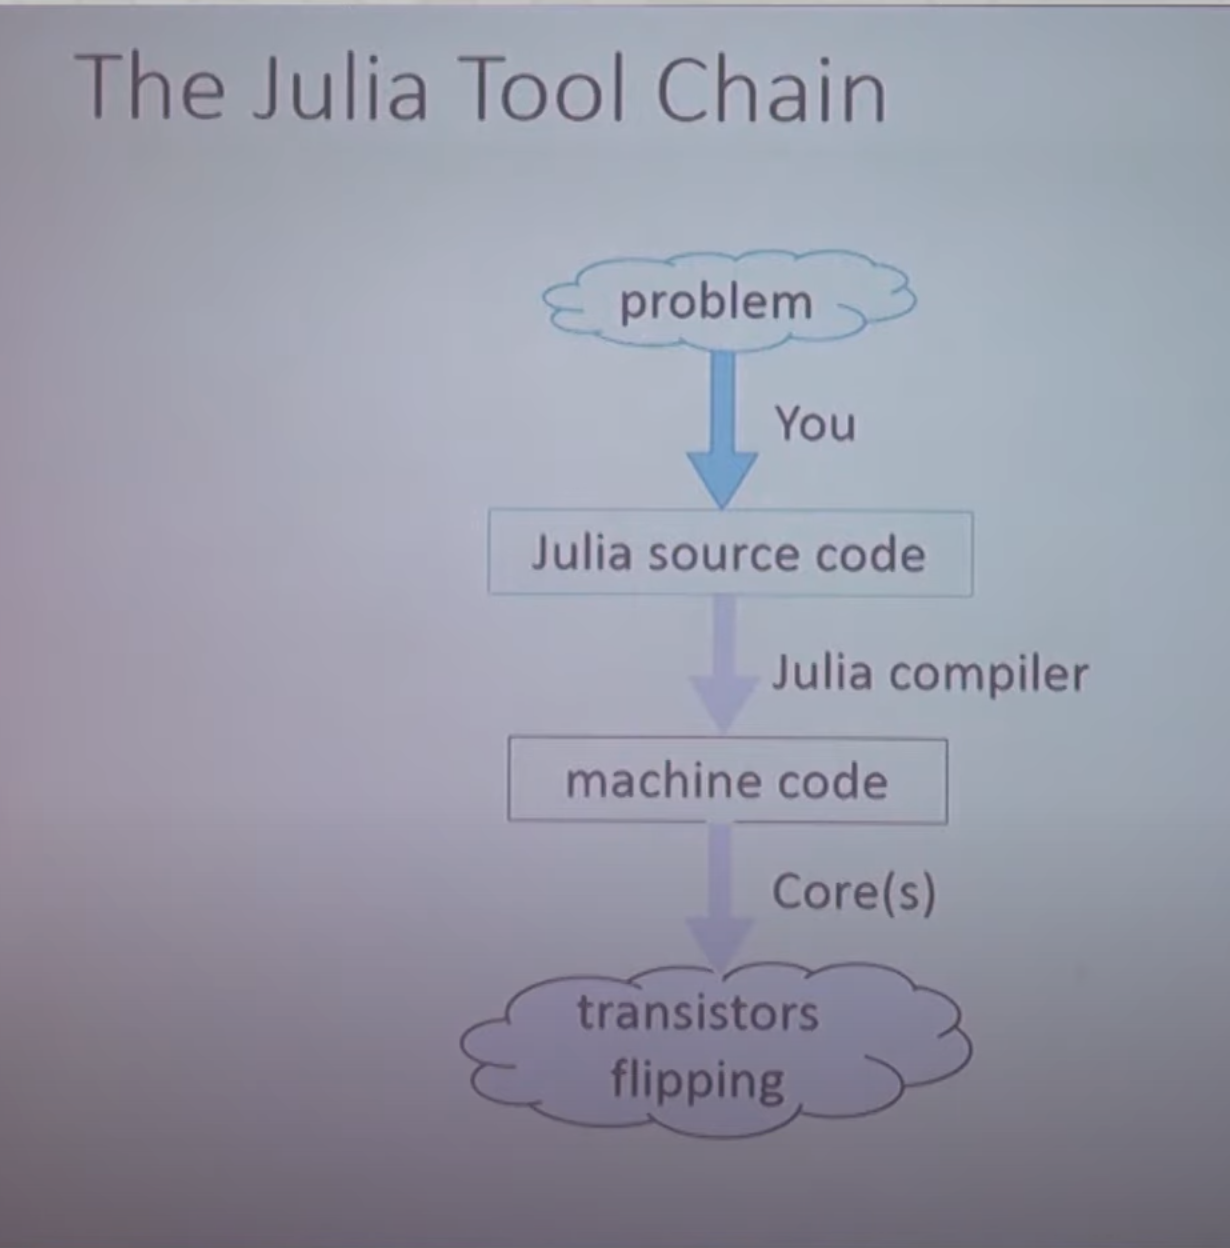 The Julia Tool Chain
problem
You
Julia source code
Julia compiler
machine code
Core(s)
transistors
flipping